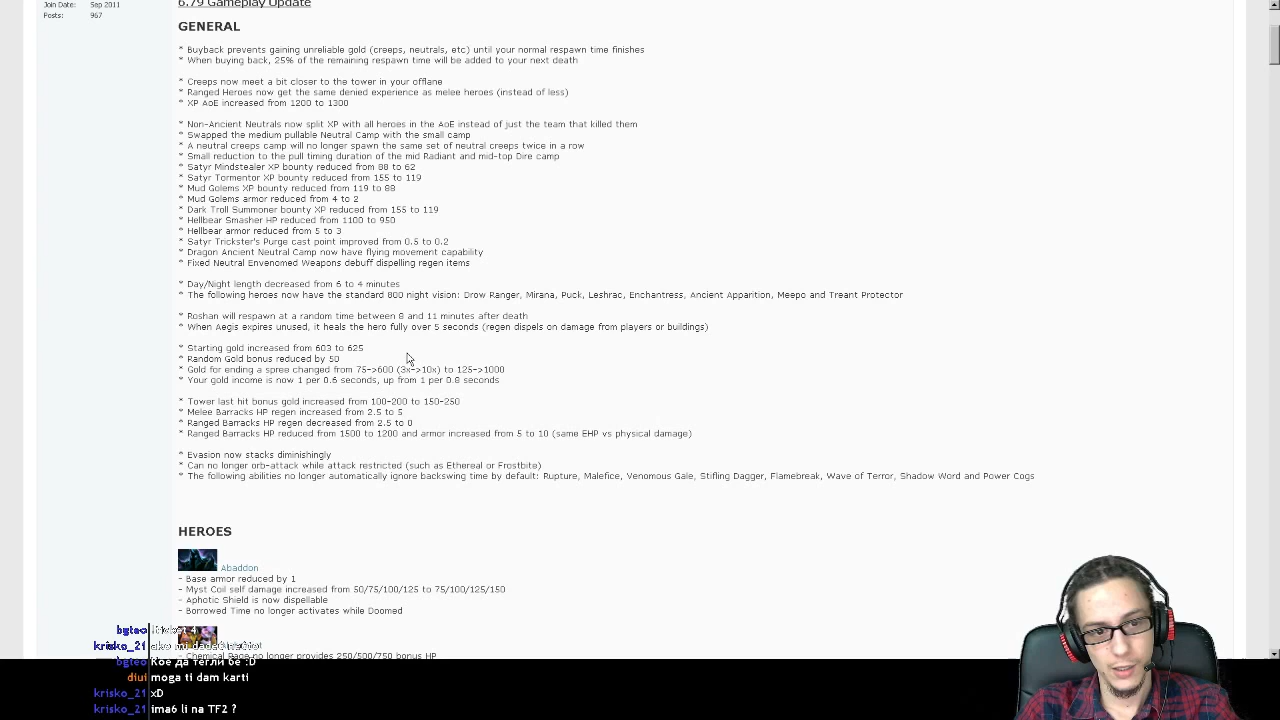 Join Date: Sep 2011
Posts: 967
6.79 Gameplay Update
GENERAL
* Buyback prevents gaining unreliable gold (creeps, neutrals, etc) until your normal respawn time finishes
* When buying back, 25% of the remaining respawn time will be added to your next death
* Creeps now meet a bit closer to the tower in your offlane
* Ranged Heroes now get the same denied experience as melee heroes (instead of less)
* XP AoE increased from 1200 to 1300
* Non-Ancient Neutrals now split XP with all heroes in the AoE instead of just the team that killed them
* Swapped the medium pullable Neutral Camp with the small camp
* A neutral creeps camp will no longer spawn the same set of neutral creeps twice in a row
* Small reduction to the pull timing duration of the mid Radiant and mid-top Dire camp
* Satyr Mindstealer XP bounty reduced from 88 to 62
* Satyr Tormentor XP bounty reduced from 155 to 119
* Mud Golems XP bounty reduced from 119 to 88
* Mud Golems armor reduced from 4 to 2
* Dark Troll Summoner bounty XP reduced from 155 to 119
* Hellbear Smasher HP reduced from 1100 to 950
* Hellbear armor reduced from 5 to 3
* Satyr Trickster's Purge cast point improved from 0.5 to 0.2
* Dragon Ancient Neutral Camp now have flying movement capability
* Fixed Neutral Envenomed Weapons debuff dispelling regen items
* Day/Night length decreased from 6 to 4 minutes
* The following heroes now have the standard 800 night vision: Drow Ranger, Mirana, Puck, Leshrac, Enchantress, Ancient Apparition, Meepo and Treant Protector
* Roshan will respawn at a random time between 8 and 11 minutes after death
* When Aegis expires unused, it heals the hero fully over 5 seconds (regen dispels on damage from players or buildings)
* Starting gold increased from 603 to 625
* Random Gold bonus reduced by 50
* Gold for ending a spree changed from 75->600 (3x->10x) to 125->1000
* Your gold income is now 1 per 0.6 seconds, up from 1 per 0.8 seconds
* Tower last hit bonus gold increased from 100-200 to 150-250
* Melee Barracks HP regen increased from 2.5 to 5
* Ranged Barracks HP regen decreased from 2.5 to 0
* Ranged Barracks HP reduced from 1500 to 1200 and armor increased from 5 to 10 (same EHP vs physical damage)
* Evasion now stacks diminishingly
* Can no longer orb-attack while attack restricted (such as Ethereal or Frostbite)
* The following abilities no longer automatically ignore backswing time by default: Rupture, Malefice, Venomous Gale, Stifling Dagger, Flamebreak, Wave of Terror, Shadow Word and Power Cogs
HEROES
Abaddon
- Base armor reduced by 1
- Myst Coil self damage increased from 50/75/100/125 to 75/100/125/150
- Aphotic Shield is now dispellable
- Borrowed Time no longer activates while Doomed
- Chemical Rage no longer provides 250/500/750 bonus HP
bgteo
krisko_21 ako mi
bgteo Кое да тегли бе :D
diui moga ti dam karti
krisko_21 xD
krisko_21 ima6 li na TF2 ?